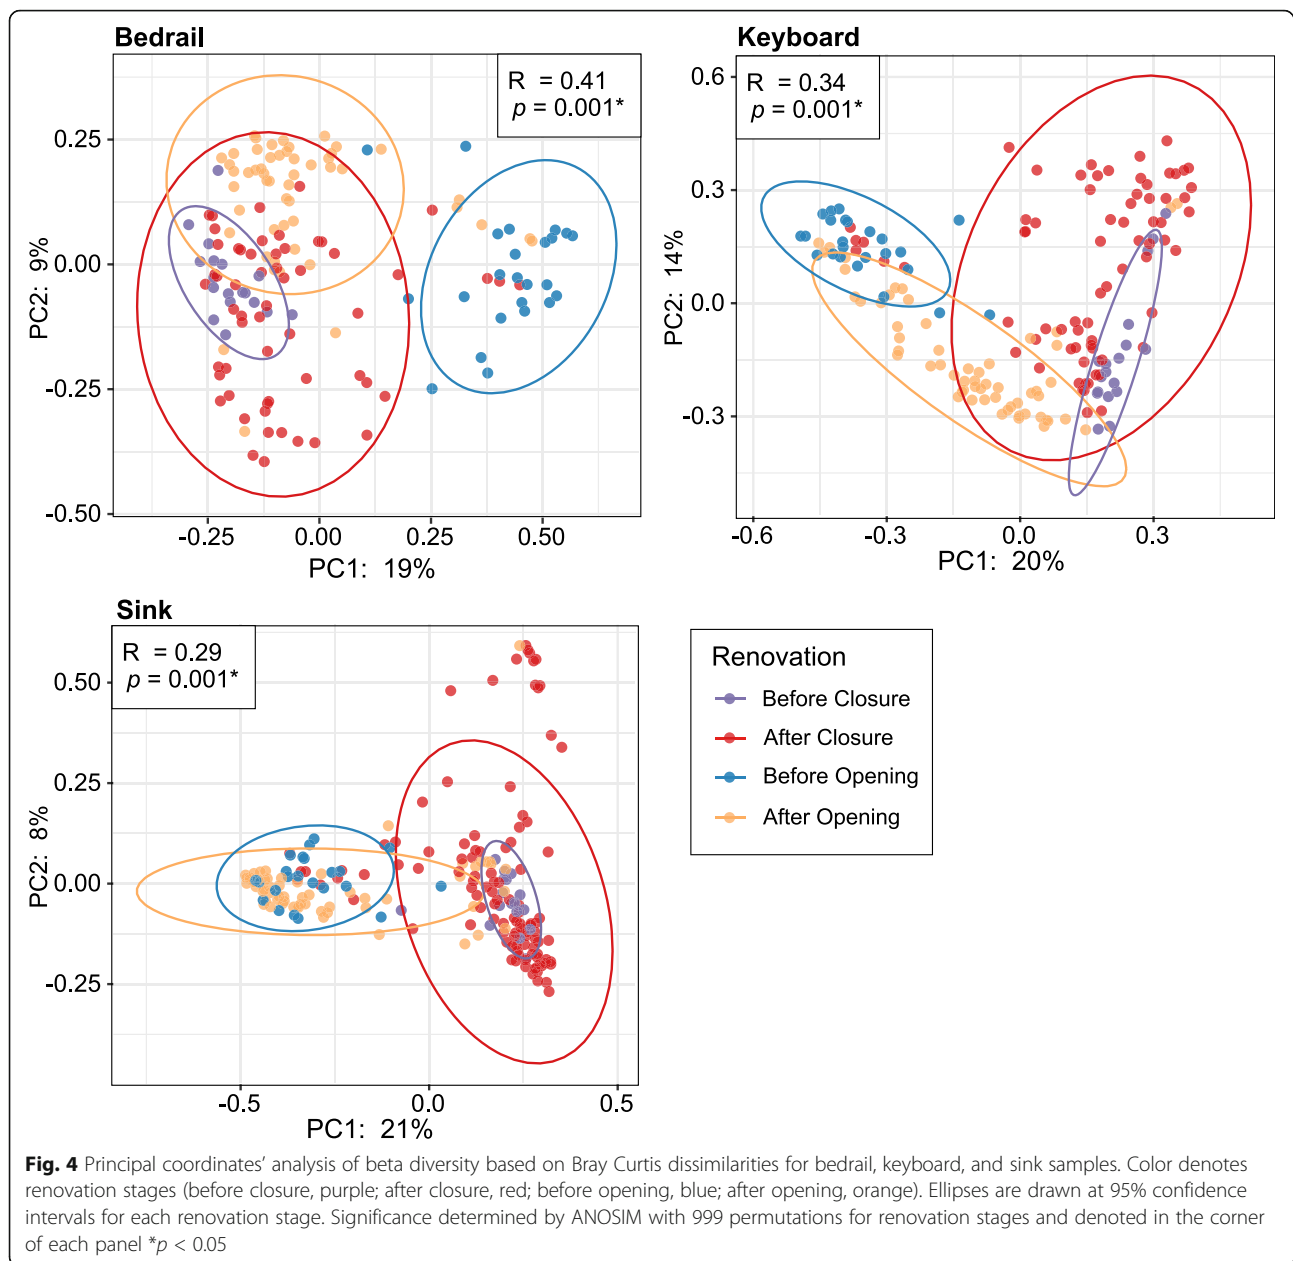 Bedrail
R = 0.41
p = 0.001*
PC2: 9%
0.25
0.00
-0.25
-0.50
-0.25 0.00 0.25 0.50
PC1: 19%
Keyboard
R = 0.34
p = 0.001*
PC2: 14%
0.6
0.3
0.0
-0.3
-0.6 -0.3 0.0 0.3
PC1: 20%
Sink
R = 0.29
p = 0.001*
PC2: 8%
0.50
0.25
0.00
-0.25
-0.5 0.0 0.5
PC1: 21%
Renovation
Before Closure
After Closure
Before Opening
After Opening
Fig. 4 Principal coordinates’ analysis of beta diversity based on Bray Curtis dissimilarities for bedrail, keyboard, and sink samples. Color denotes
renovation stages (before closure, purple; after closure, red; before opening, blue; after opening, orange). Ellipses are drawn at 95% confidence
intervals for each renovation stage. Significance determined by ANOSIM with 999 permutations for renovation stages and denoted in the corner
of each panel *p < 0.05